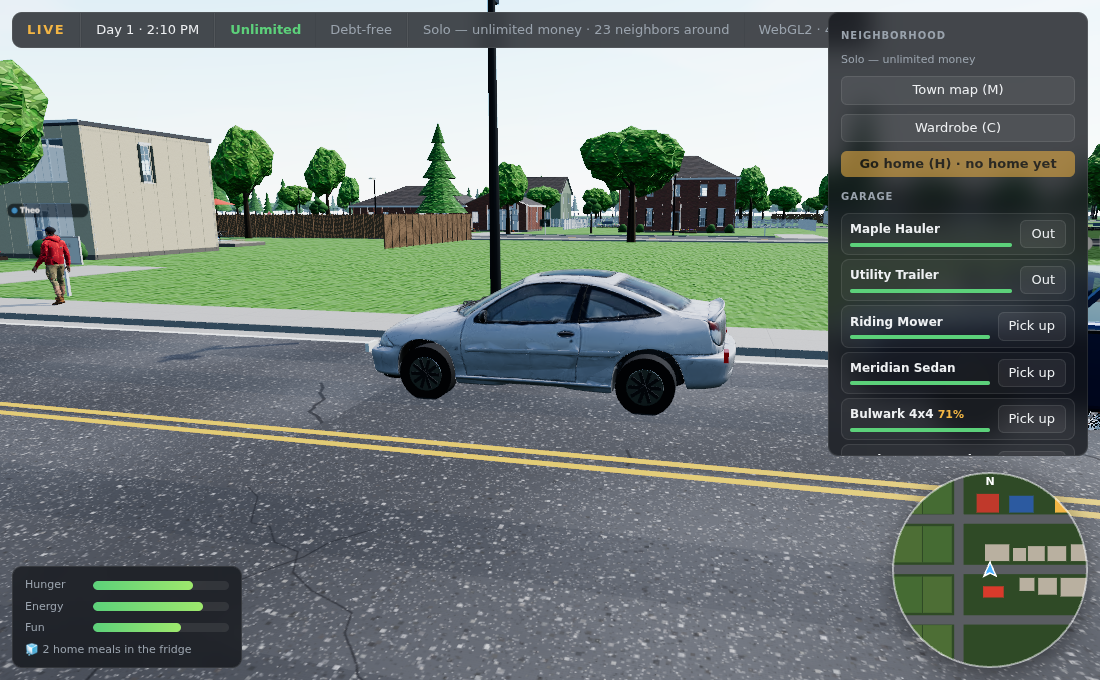 LIVE Day 1 · 2:10 PM Unlimited Debt-free Solo — unlimited money · 23 neighbors around WebGL2 ·
NEIGHBORHOOD
Solo — unlimited money
Town map (M)
Wardrobe (C)
Go home (H) · no home yet
GARAGE
Maple Hauler Out
Utility Trailer Out
Riding Mower Pick up
Meridian Sedan Pick up
Bulwark 4x4 71% Pick up
Theo
N
Hunger
Energy
Fun
2 home meals in the fridge